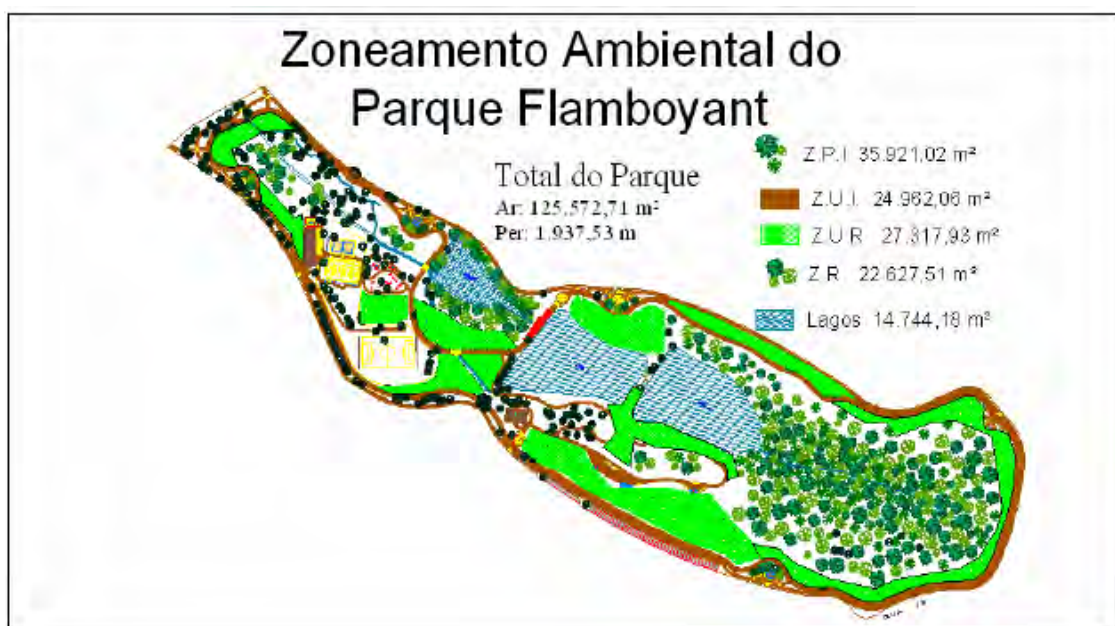 Zoneamento Ambiental do
Parque Flamboyant
Total do Parque
Ar: 125.572,71 m²
Per: 1.937,53 m
Z.P.I 35.921,02 m²
Z.U.I. 24.962,06 m²
Z.U.R 27.317,93 m²
Z.R 22.627,51 m²
Lagos 14.744,18 m²